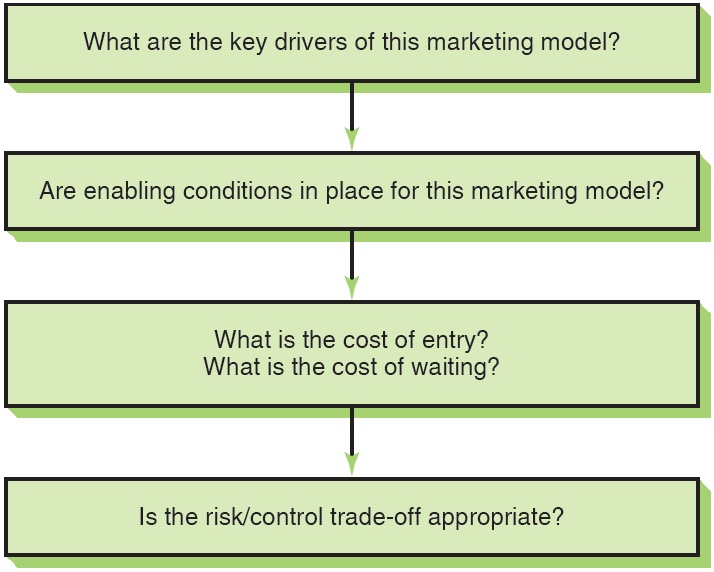 What are the key drivers of this marketing model?
Are enabling conditions in place for this marketing model?
What is the cost of entry?
What is the cost of waiting?
Is the risk/control trade-off appropriate?